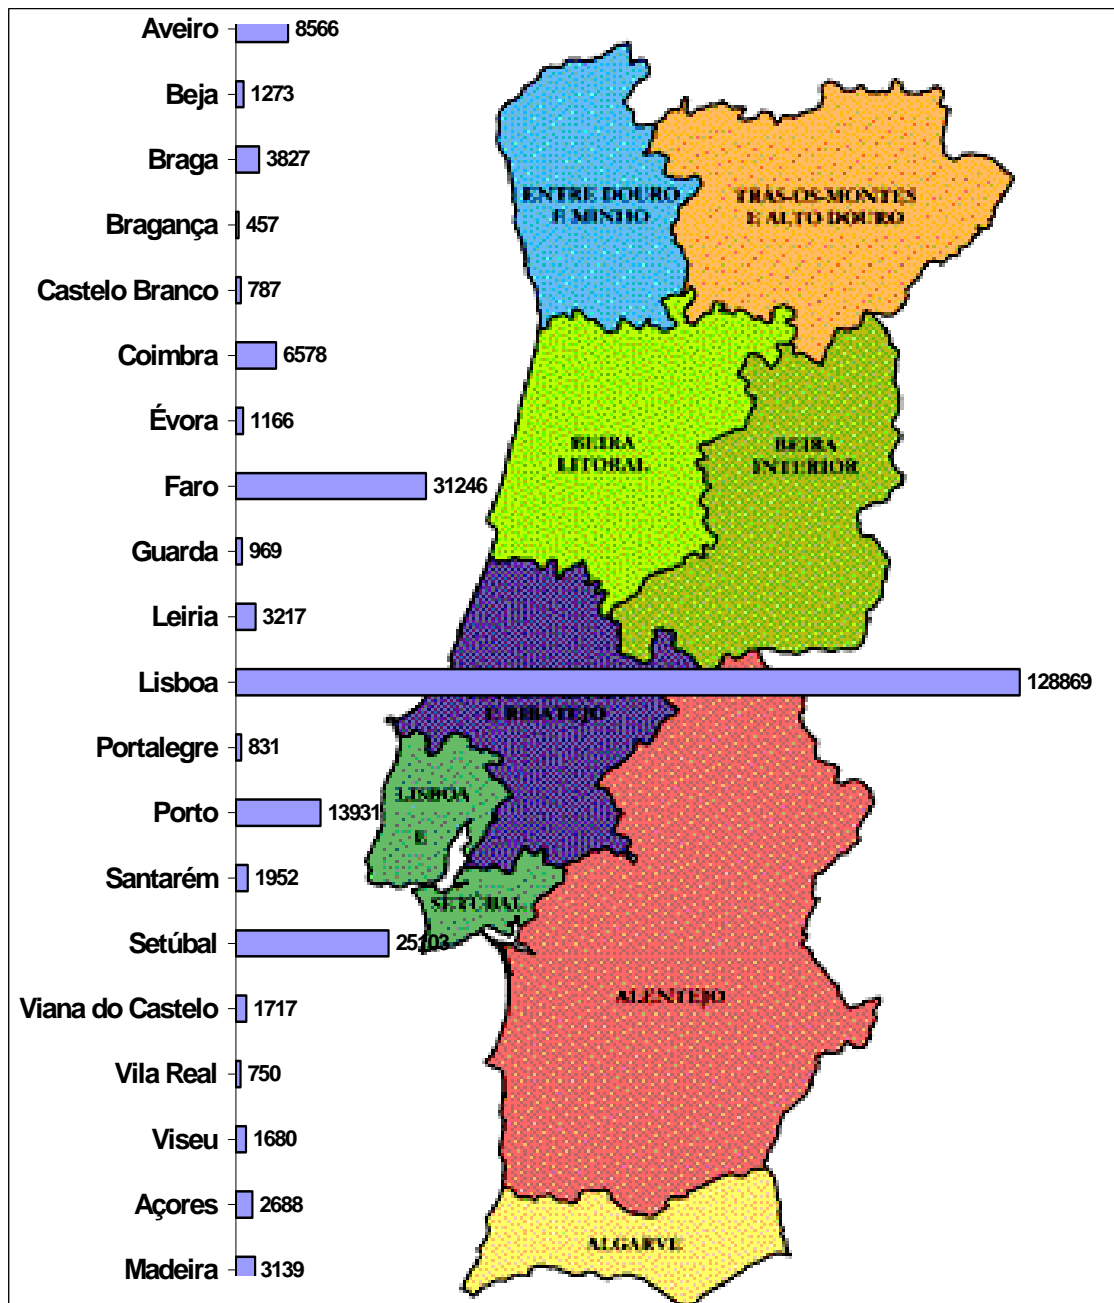 Aveiro 8566
Beja 1273
Braga 3827
Bragança 457
Castelo Branco 787
Coimbra 6578
Évora 1166
Faro 31246
Guarda 969
Leiria 3217
Lisboa 128869
Portalegre 831
Porto 13931
Santarém 1952
Setúbal 25103
Viana do Castelo 1717
Vila Real 750
Viseu 1680
Açores 2688
Madeira 3139
ENTRE DOURO
E MINHO
TRÁS-OS-MONTES
E ALTO DOURO
BEIRA
LITORAL
BEIRA
INTERIOR
E RIBATEJO
LISBOA
E
SETÚBAL
ALENTEJO
ALGARVE